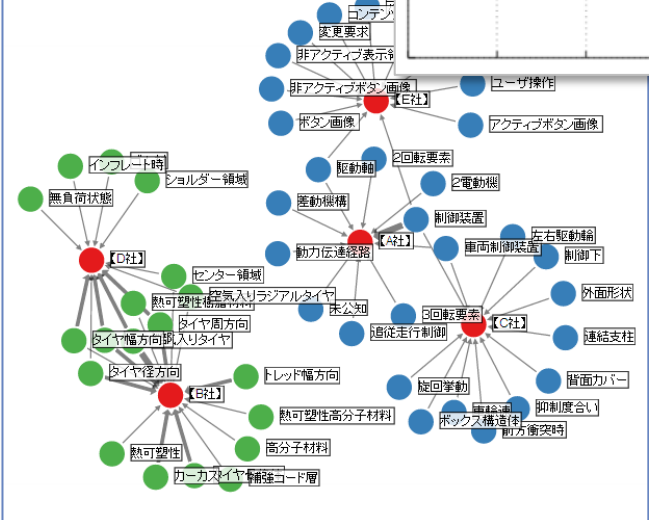 コンテン
変更要求
非アクティブ表示
非アクティブボタン画像
【E社】
ユーザ操作
ボタン画像
アクティブボタン画像
駆動軸
2回転要素
2電動機
差動機構
制御装置
【A社】
動力伝達経路
車両制御装置
左右駆動輪
制御下
外面形状
未公知
3回転要素
追従走行制御
【C社】
連結支柱
旋回挙動
背面カバー
抑制度合い
ボックス構造体
前方衝突時
インフレート時
ショルダー領域
無負荷状態
【D社】
センター領域
空気入りラジアルタイヤ
タイヤ周方向
タイヤ幅方向
入りタイヤ
タイヤ径方向
【B社】
トレッド幅方向
熱可塑性高分子材料
熱可塑性
高分子材料
カーカス
補強コード層